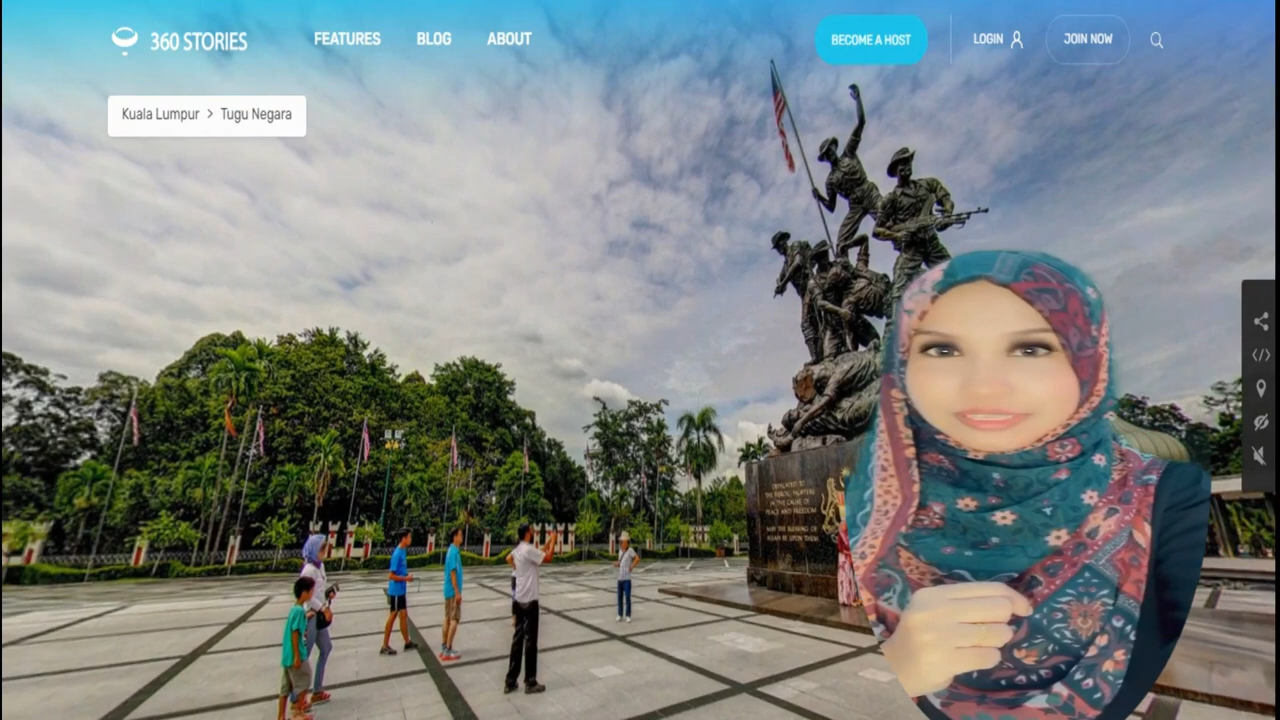 360 STORIES
FEATURES
BLOG
ABOUT
BECOME A HOST
LOGIN
JOIN NOW
Kuala Lumpur > Tugu Negara
DEDICATED TO
THE HEROIC FIGHTERS
IN THE CAUSE OF
PEACE AND FREEDOM
MAY THE BLESSING OF
ALLAH BE UPON THEM